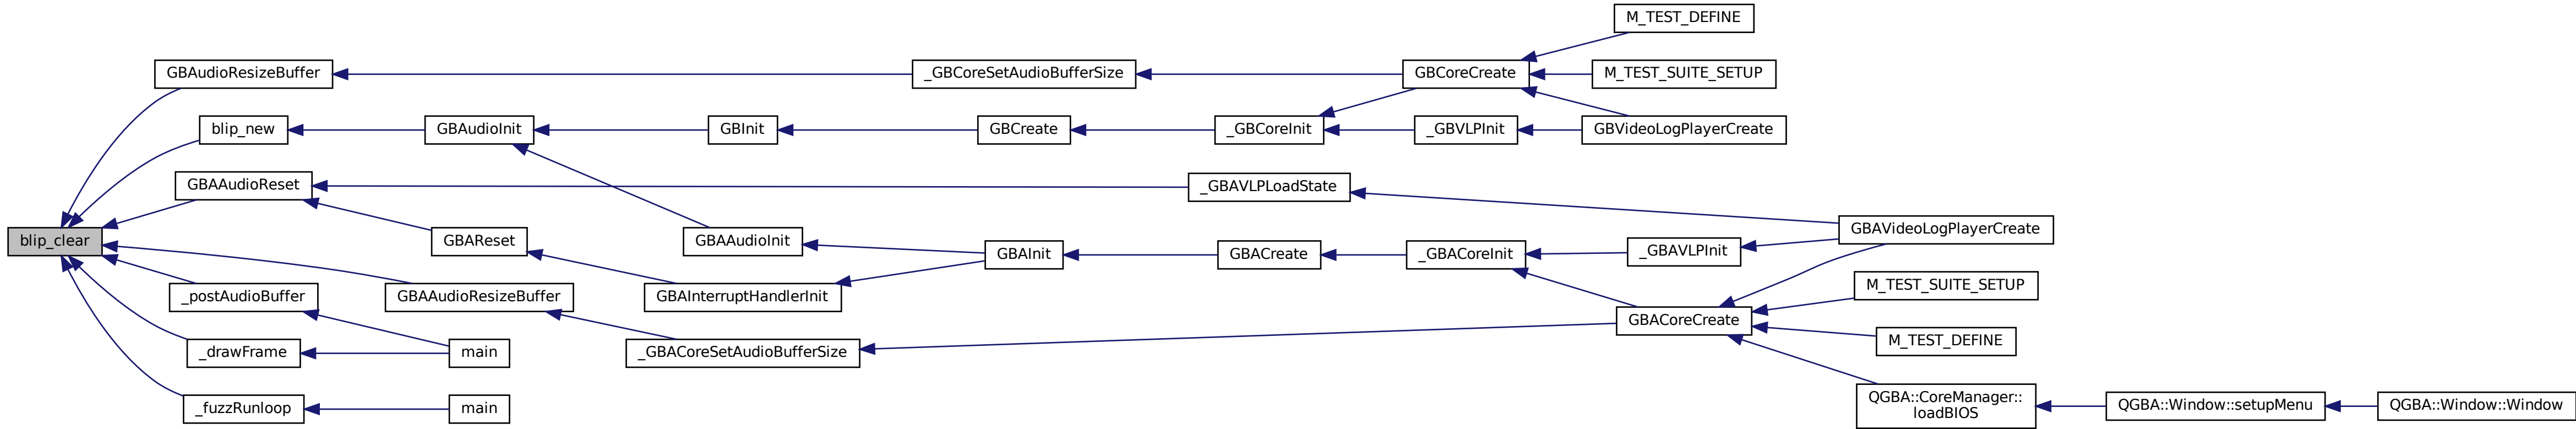 M_TEST_DEFINE
GBAudioResizeBuffer
_GBCoreSetAudioBufferSize
GBCoreCreate
M_TEST_SUITE_SETUP
blip_new
GBAudioInit
GBInit
GBCreate
_GBCoreInit
_GBVLPInit
GBVideoLogPlayerCreate
GBAAudioReset
_GBAVLPLoadState
blip_clear
GBAReset
GBAAudioInit
GBAInit
GBACreate
_GBACoreInit
_GBAVLPInit
GBAVideoLogPlayerCreate
_postAudioBuffer
GBAAudioResizeBuffer
GBAInterruptHandlerInit
M_TEST_SUITE_SETUP
GBACoreCreate
M_TEST_DEFINE
_drawFrame
main
_GBACoreSetAudioBufferSize
_fuzzRunloop
main
QGBA::CoreManager::
loadBIOS
QGBA::Window::setupMenu
QGBA::Window::Window